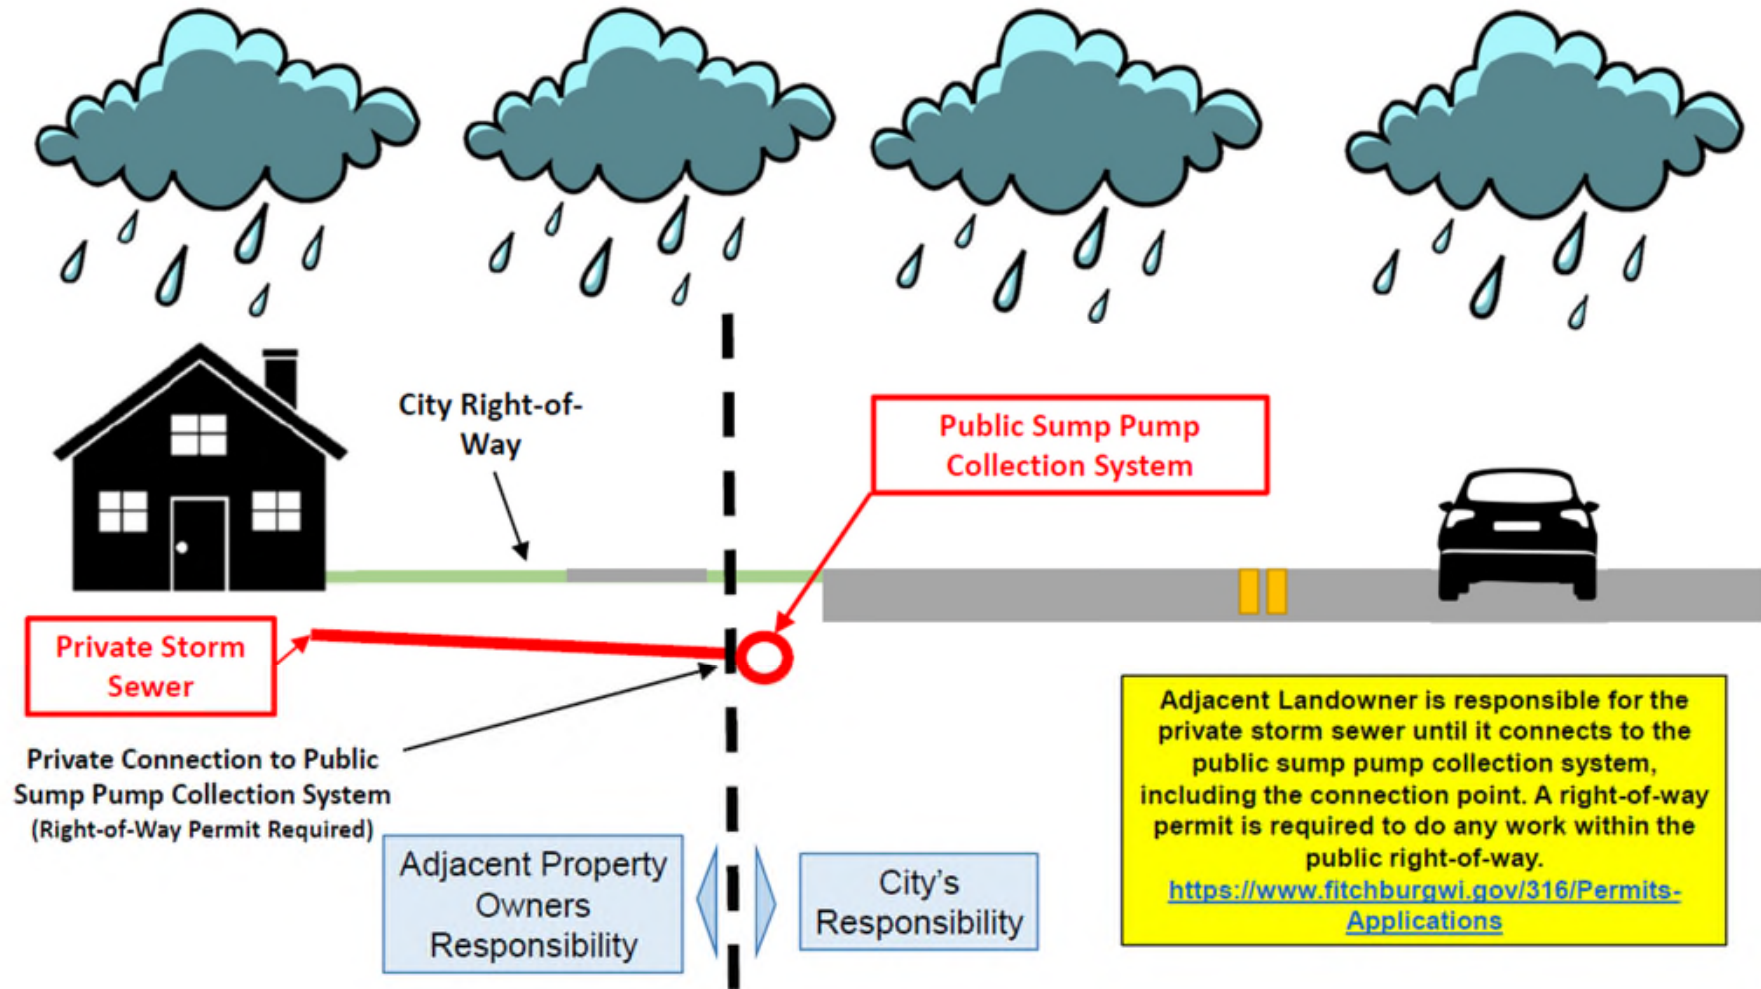 City Right-of-
Way
Public Sump Pump
Collection System
Private Storm
Sewer
Private Connection to Public
Sump Pump Collection System
(Right-of-Way Permit Required)
Adjacent Property
Owners
Responsibility
City's
Responsibility
Adjacent Landowner is responsible for the
private storm sewer until it connects to the
public sump pump collection system,
including the connection point. A right-of-way
permit is required to do any work within the
public right-of-way.
https://www.fitchburgwi.gov/316/Permits-
Applications